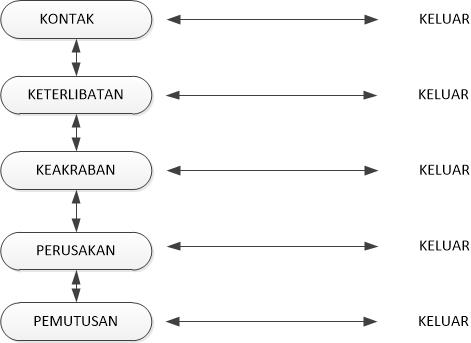 KONTAK KELUAR
KETERLIBATAN KELUAR
KEAKRABAN KELUAR
PERUSAKAN KELUAR
PEMUTUSAN KELUAR